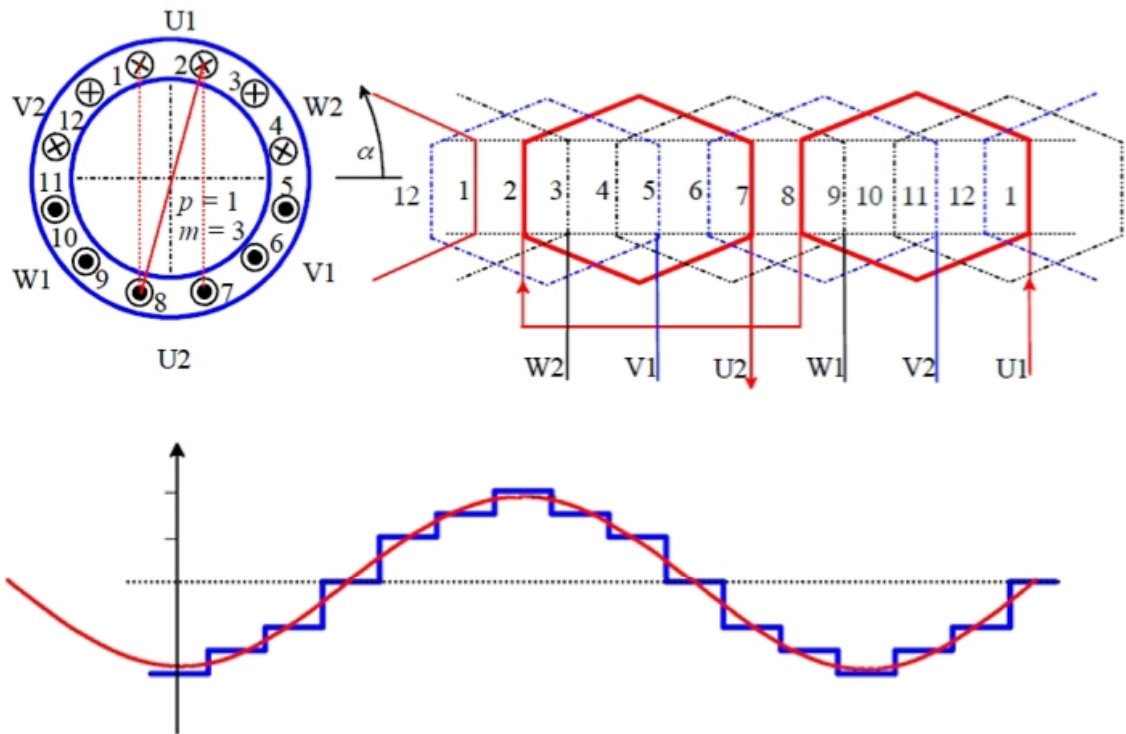 U1
1 2 3
V2 W2
12 4
11 5
p = 1
m = 3
10 6
W1 V1
9 8 7
U2
α
12 1 2 3 4 5 6 7 8 9 10 11 12 1
W2 V1 U2 W1 V2 U1